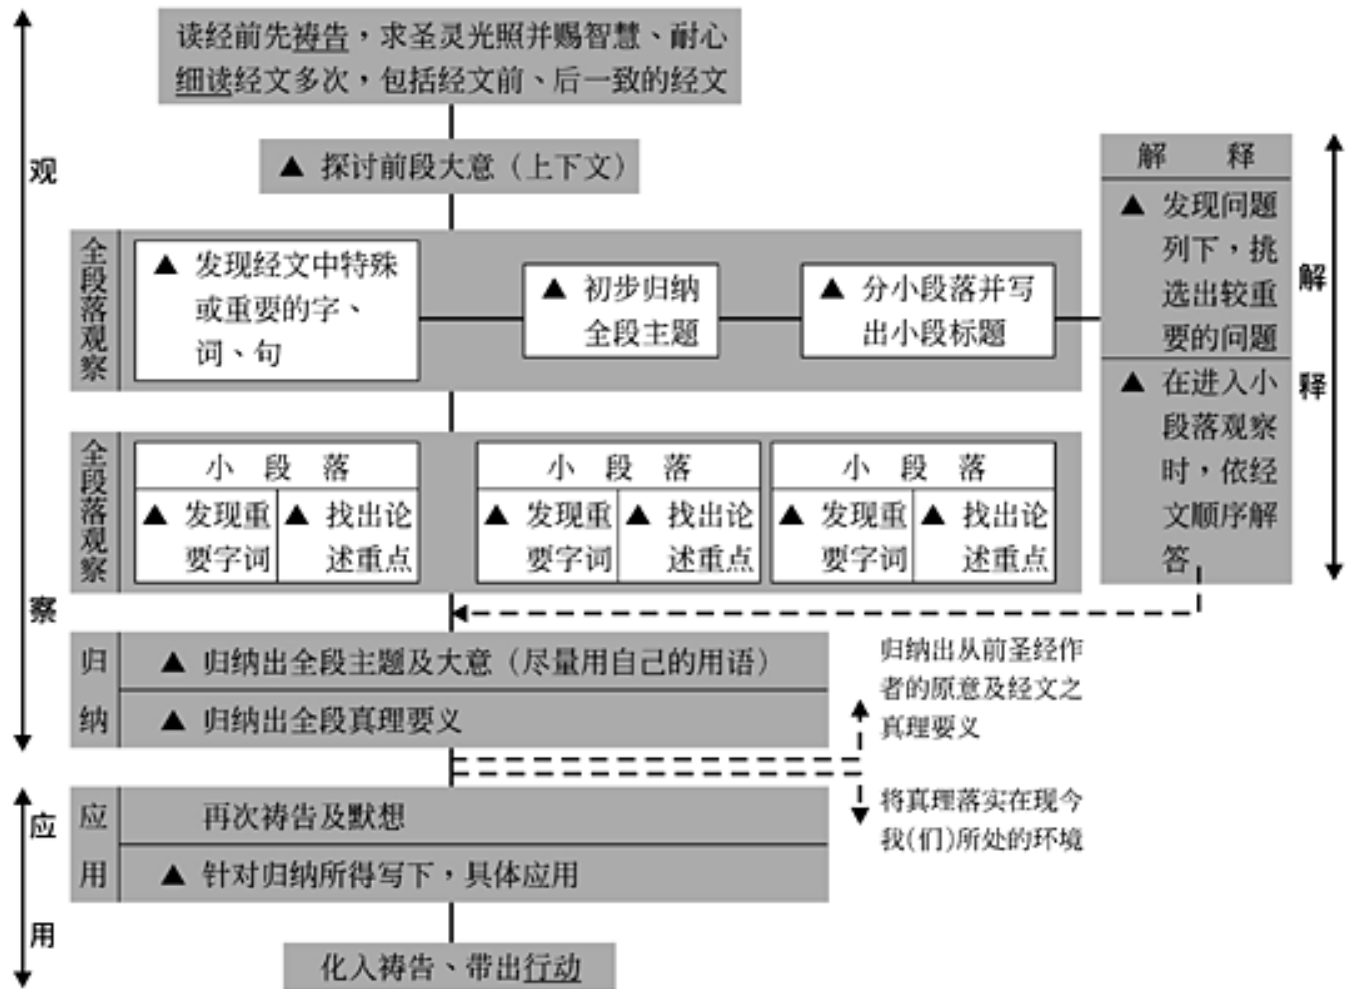 读经前先祷告，求圣灵光照并赐智慧、耐心
细读经文多次，包括经文前、后一致的经文
▲ 探讨前段大意（上下文）
观
察
全段落观察
▲ 发现经文中特殊
或重要的字、
词、句
▲ 初步归纳
全段主题
▲ 分小段落并写
出小段标题
解 释
▲ 发现问题
列下，挑
选出较重
要的问题
▲ 在进入小
段落观察
时，依经
文顺序解
答
解
释
全段落观察
小 段 落
▲ 发现重
要字词
▲ 找出论
述重点
小 段 落
▲ 发现重
要字词
▲ 找出论
述重点
小 段 落
▲ 发现重
要字词
▲ 找出论
述重点
归
纳
▲ 归纳出全段主题及大意（尽量用自己的用语）
▲ 归纳出全段真理要义
归纳出从前圣经作
者的原意及经文之
真理要义
将真理落实在现今
我(们)所处的环境
应
用
应
用
再次祷告及默想
▲ 针对归纳所得写下，具体应用
化入祷告、带出行动